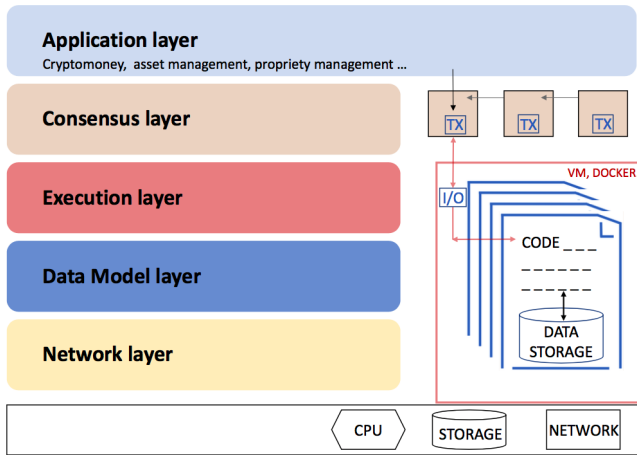 Application layer
Cryptomoney, asset management, propriety management ...
Consensus layer
TX
TX
TX
Execution layer
VM, DOCKER
I/O
CODE _ _ _
_ _ _ _ _ _
_ _ _ _ _ _
Data Model layer
DATA
STORAGE
Network layer
CPU
STORAGE
NETWORK